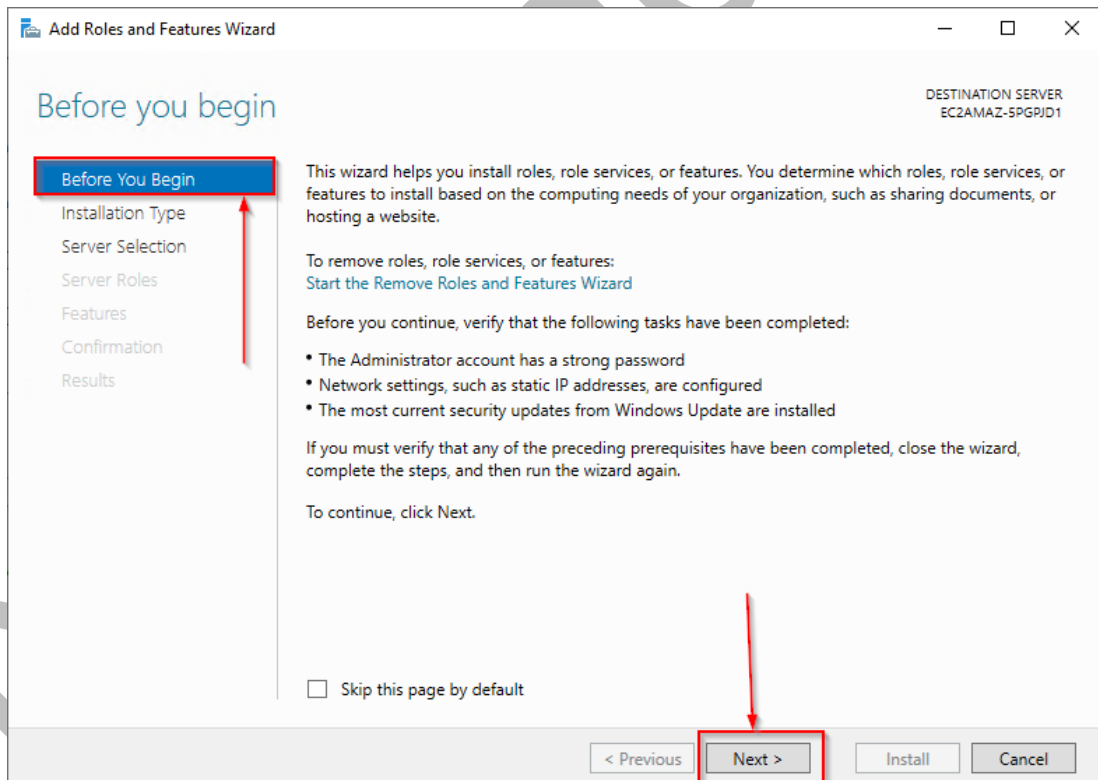 Add Roles and Features Wizard
Before you begin
DESTINATION SERVER
EC2AMAZ-5PGPJD1
Before You Begin
Installation Type
Server Selection
Server Roles
Features
Confirmation
Results
This wizard helps you install roles, role services, or features. You determine which roles, role services, or
features to install based on the computing needs of your organization, such as sharing documents, or
hosting a website.
To remove roles, role services, or features:
Start the Remove Roles and Features Wizard
Before you continue, verify that the following tasks have been completed:
• The Administrator account has a strong password
• Network settings, such as static IP addresses, are configured
• The most current security updates from Windows Update are installed
If you must verify that any of the preceding prerequisites have been completed, close the wizard,
complete the steps, and then run the wizard again.
To continue, click Next.
Skip this page by default
< Previous
Next >
Install
Cancel